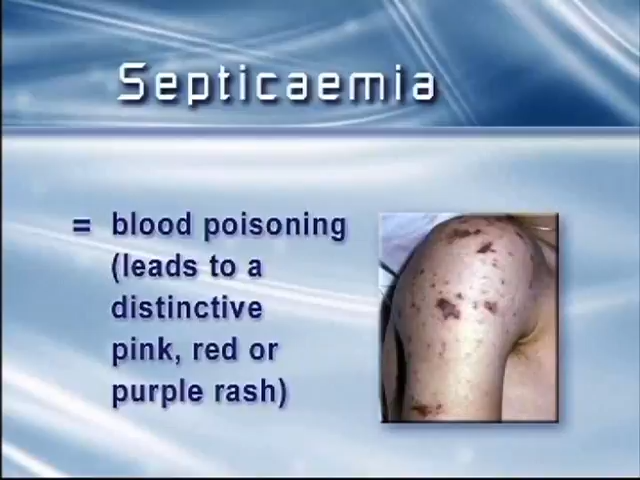 Septicaemia
= blood poisoning
(leads to a
distinctive
pink, red or
purple rash)